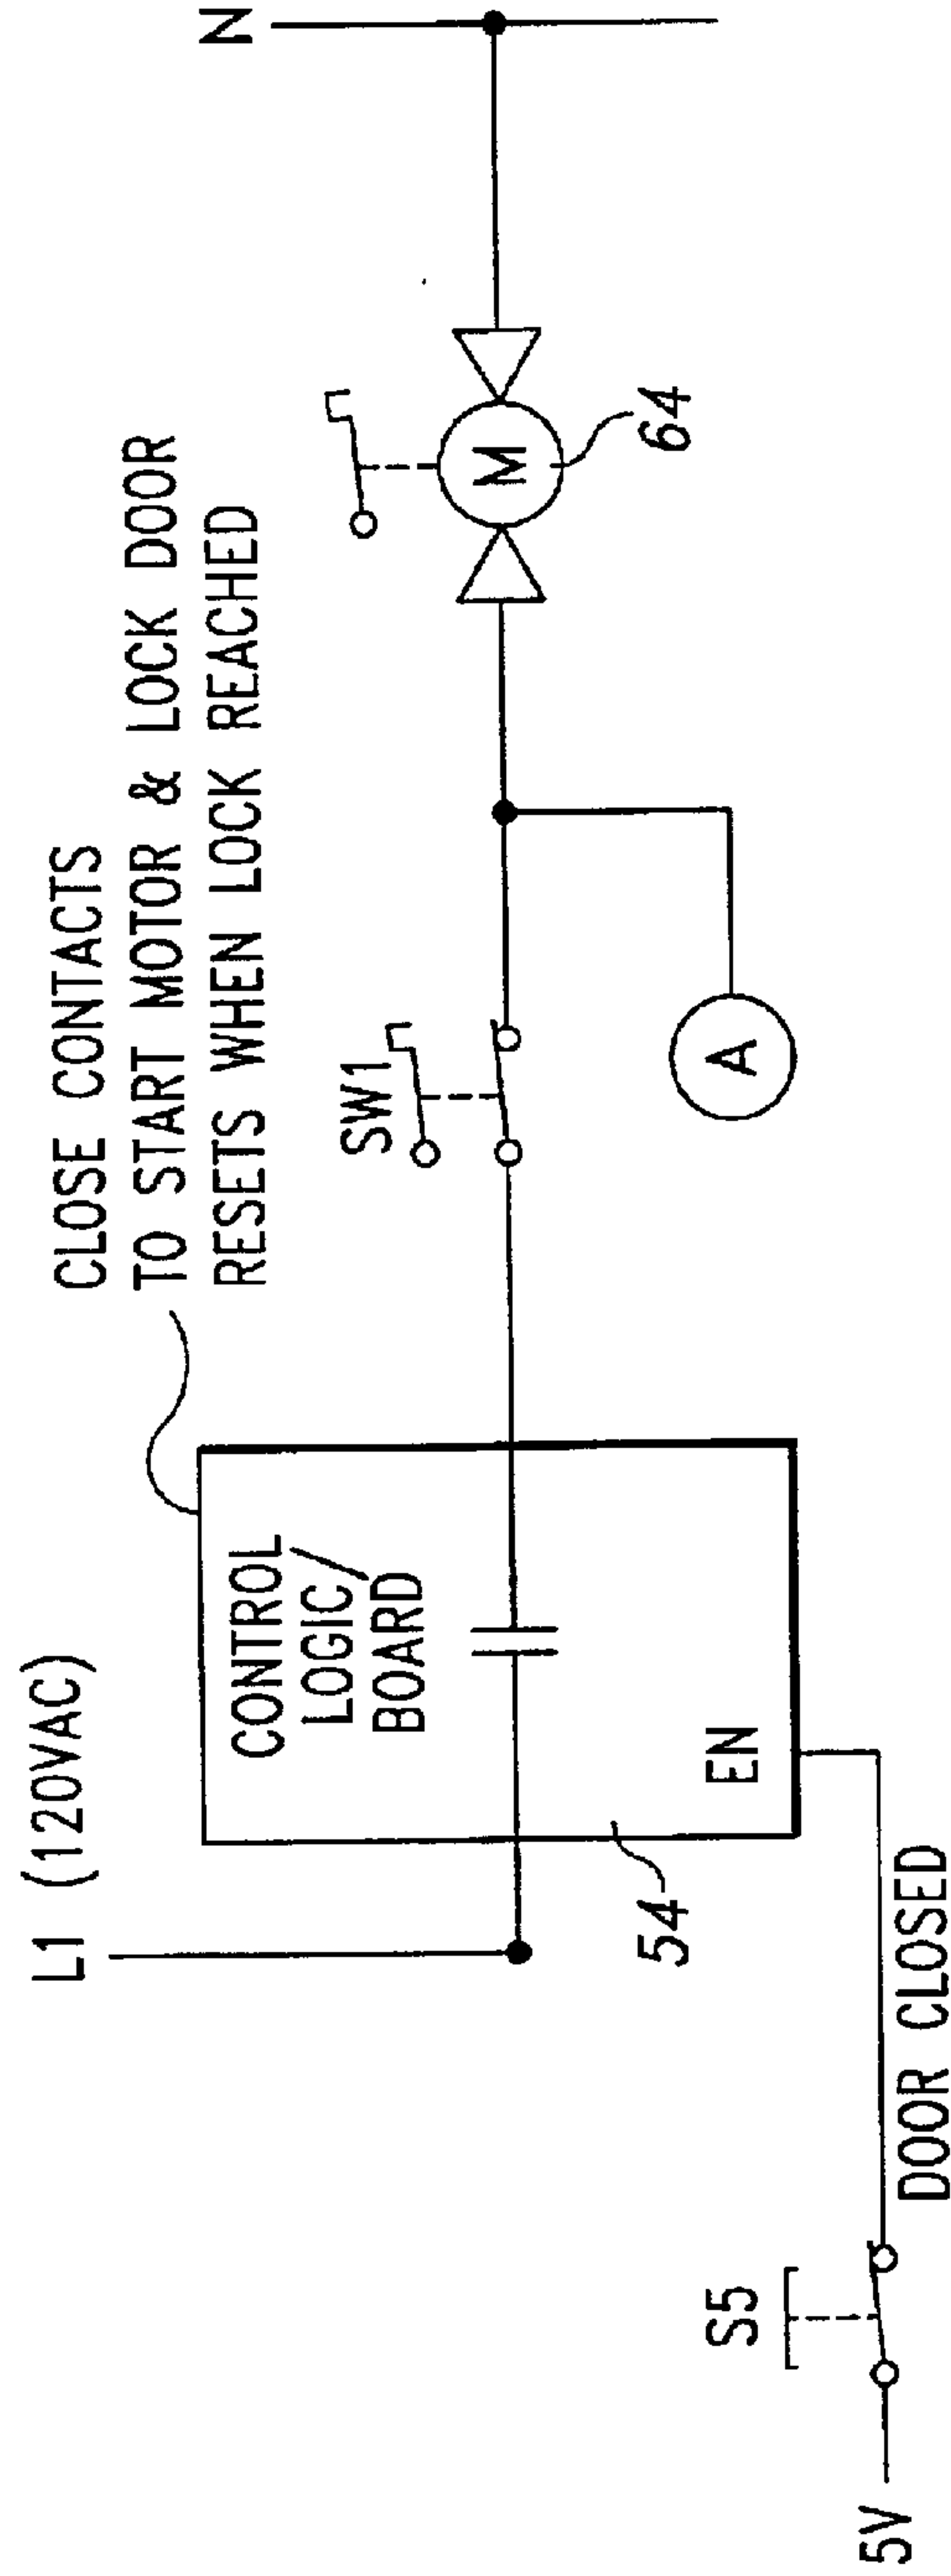 L1 (120VAC)
CLOSE CONTACTS
TO START MOTOR & LOCK DOOR
RESETS WHEN LOCK REACHED
N
CONTROL
LOGIC
BOARD
EN
54
SW1
A
M
64
S5
5V
DOOR CLOSED